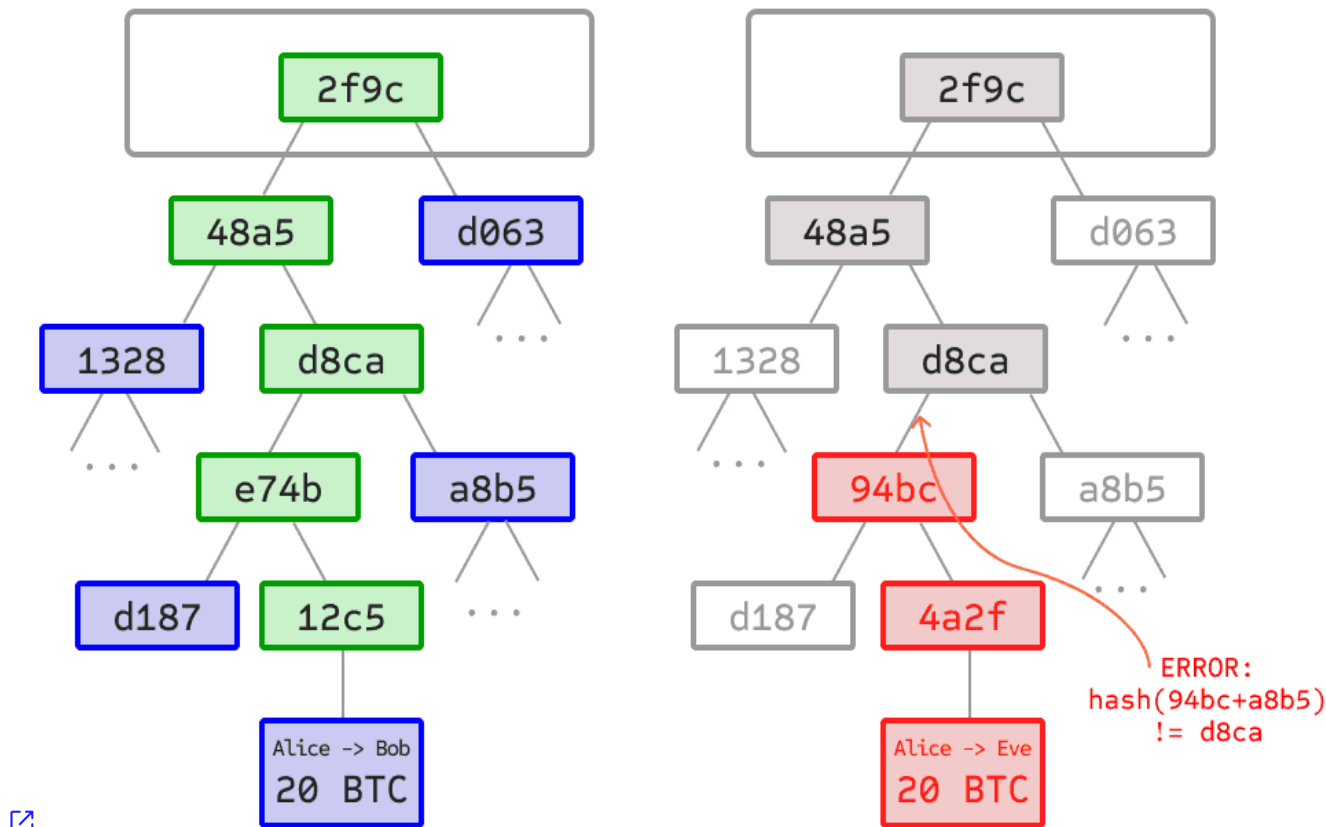 2f9c
48a5
d063
1328
d8ca
...
...
e74b
a8b5
d187
12c5
...
Alice -> Bob
20 BTC
2f9c
48a5
d063
1328
d8ca
...
...
94bc
a8b5
d187
4a2f
...
ERROR:
hash(94bc+a8b5)
!= d8ca
Alice -> Eve
20 BTC